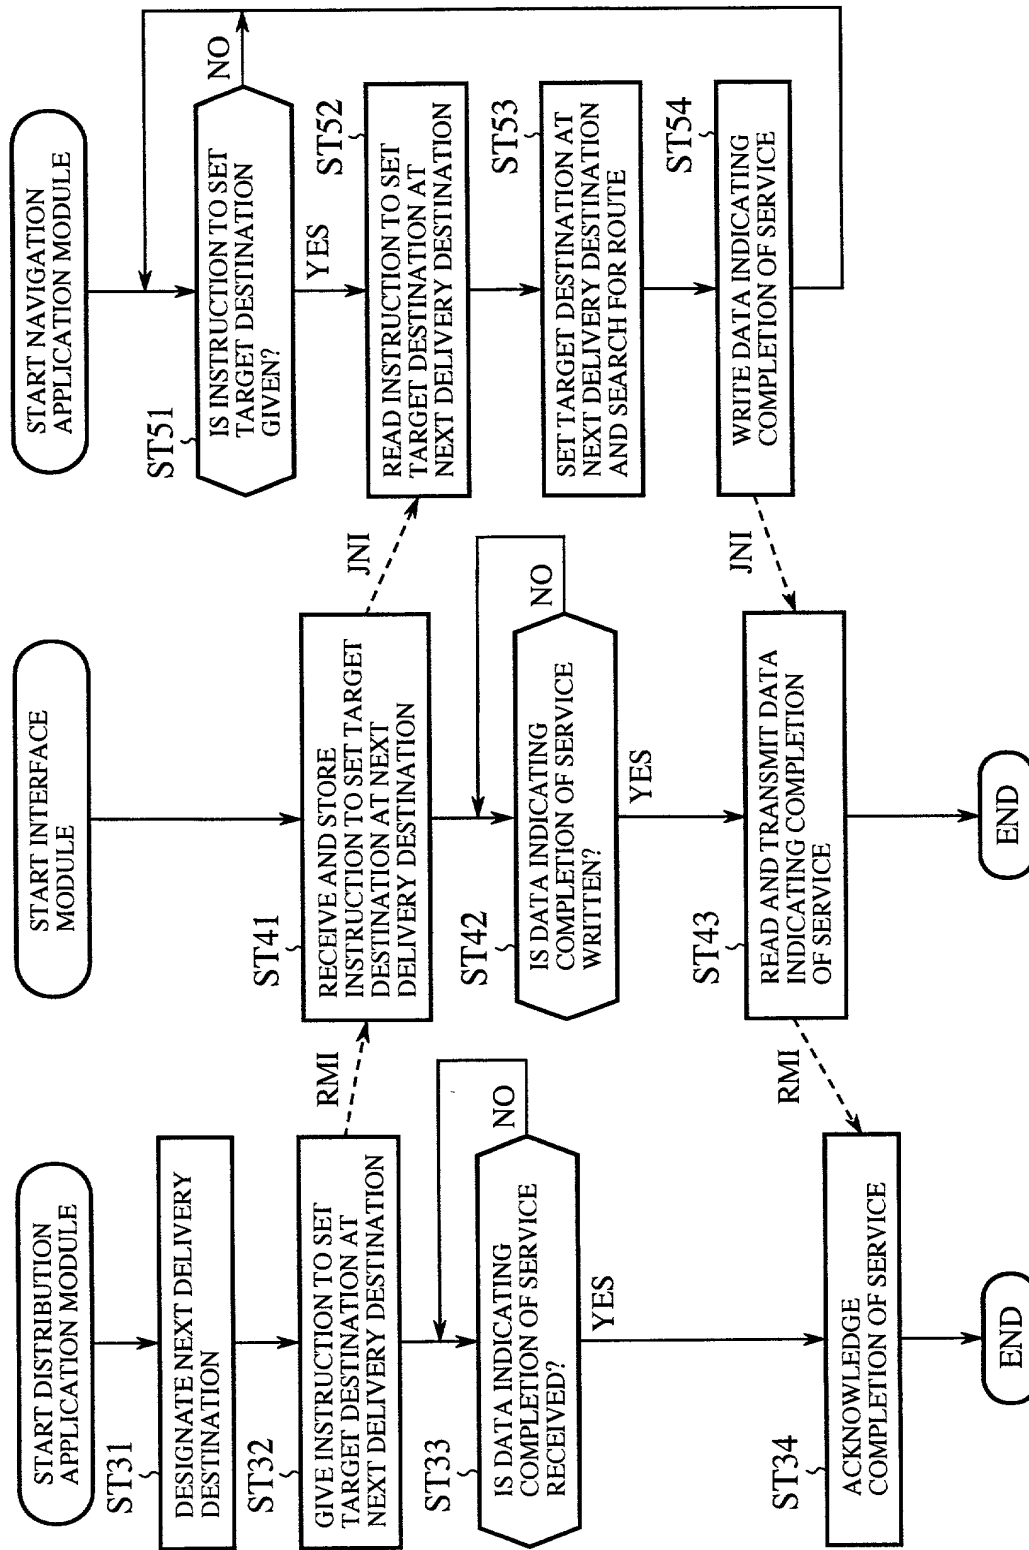 START DISTRIBUTION
APPLICATION MODULE
ST31
DESIGNATE NEXT DELIVERY
DESTINATION
ST32
GIVE INSTRUCTION TO SET
TARGET DESTINATION AT
NEXT DELIVERY DESTINATION
RMI
ST33
IS DATA INDICATING
COMPLETION OF SERVICE
RECEIVED?
NO
YES
ST34
ACKNOWLEDGE
COMPLETION OF SERVICE
END
START INTERFACE
MODULE
ST41
RECEIVE AND STORE
INSTRUCTION TO SET TARGET
DESTINATION AT NEXT
DELIVERY DESTINATION
JNI
ST42
IS DATA INDICATING
COMPLETION OF SERVICE
WRITTEN?
NO
YES
ST43
READ AND TRANSMIT DATA
INDICATING COMPLETION
OF SERVICE
RMI
END
START NAVIGATION
APPLICATION MODULE
ST51
IS INSTRUCTION TO SET
TARGET DESTINATION
GIVEN?
NO
YES
ST52
READ INSTRUCTION TO SET
TARGET DESTINATION AT
NEXT DELIVERY DESTINATION
ST53
SET TARGET DESTINATION AT
NEXT DELIVERY DESTINATION
AND SEARCH FOR ROUTE
ST54
WRITE DATA INDICATING
COMPLETION OF SERVICE
JNI